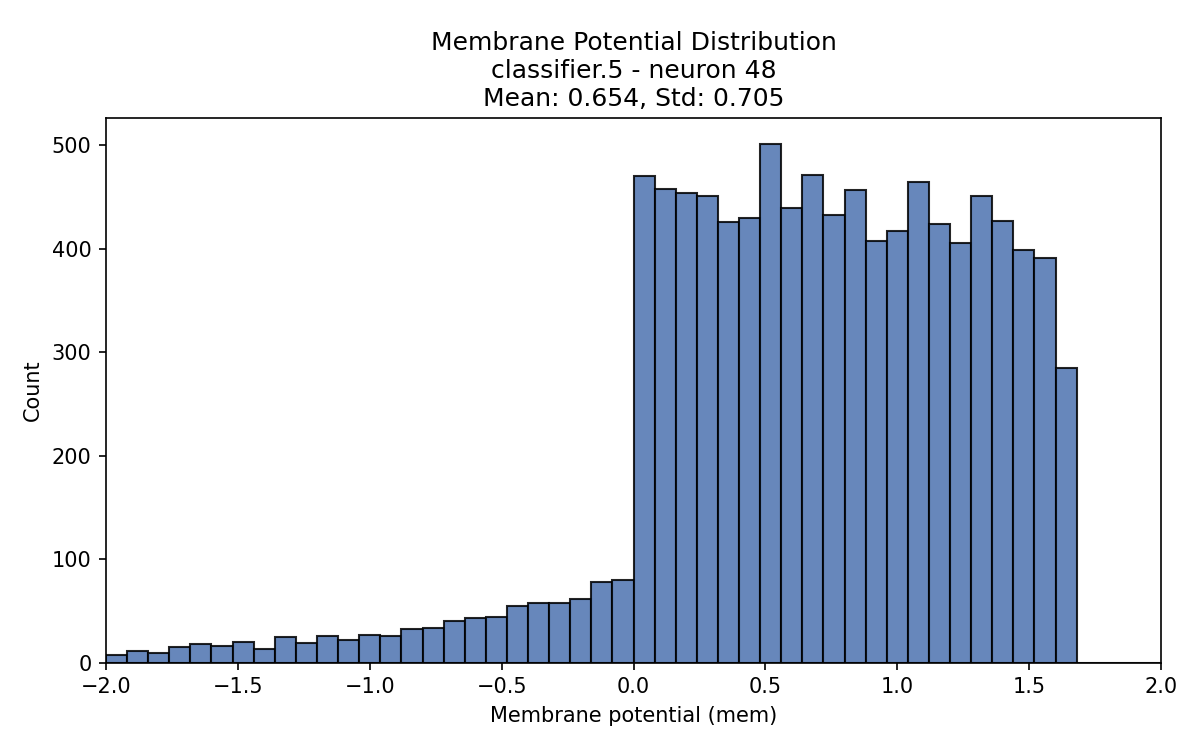 Membrane Potential Distribution
classifier.5 - neuron 48
Mean: 0.654, Std: 0.705
500
400
300
200
100
0
Count
−2.0 −1.5 −1.0 −0.5 0.0 0.5 1.0 1.5 2.0
Membrane potential (mem)